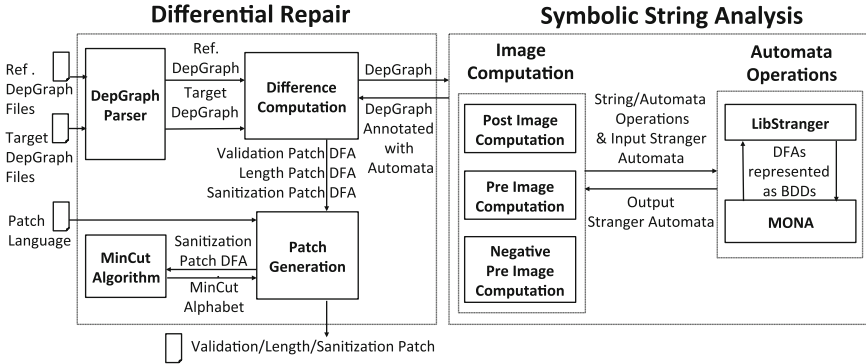 Differential Repair
Symbolic String Analysis
Ref .
DepGraph
Files
Target
DepGraph
Files
DepGraph
Parser
Ref.
DepGraph
Target
DepGraph
Difference
Computation
DepGraph
DepGraph
Annotated
with
Automata
Validation Patch DFA
Length Patch DFA
Sanitization Patch DFA
Patch
Language
MinCut
Algorithm
Sanitization
Patch DFA
MinCut
Alphabet
Patch
Generation
Validation/Length/Sanitization Patch
Image
Computation
Post Image
Computation
Pre Image
Computation
Negative
Pre Image
Computation
String/Automata
Operations
& Input Stranger
Automata
Output
Stranger Automata
Automata
Operations
LibStranger
DFAs
represented
as BDDs
MONA